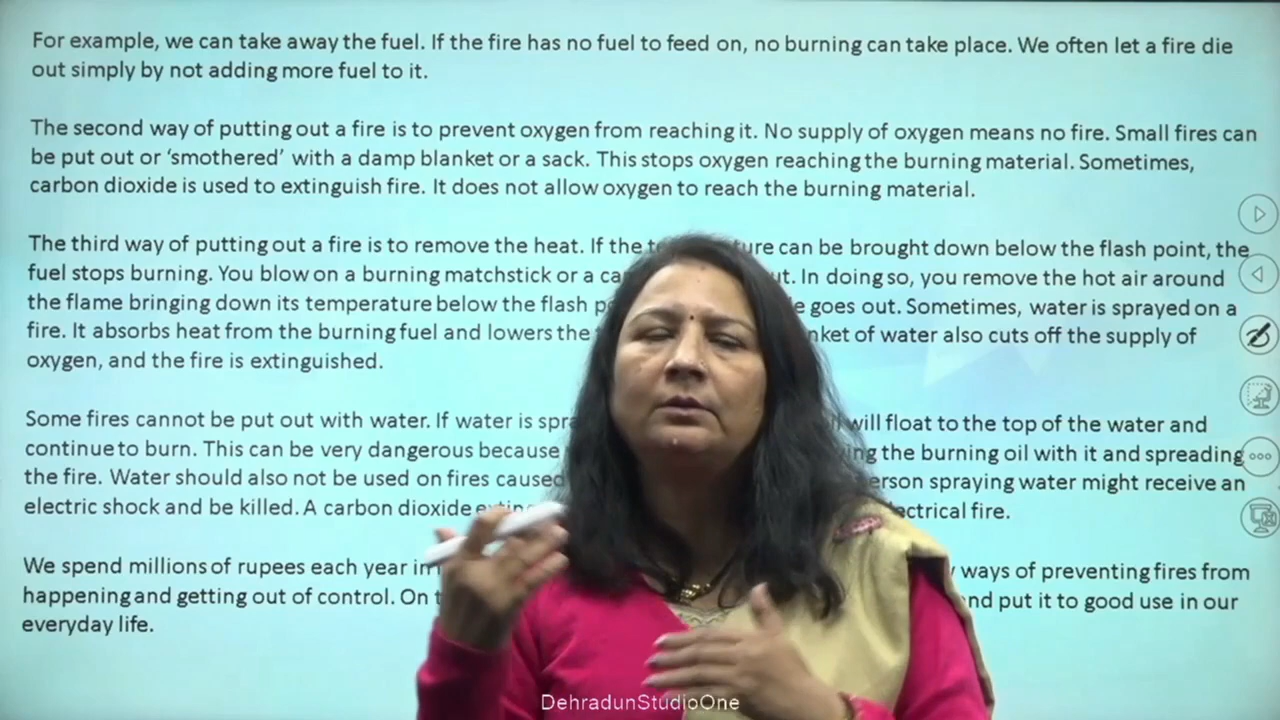 For example, we can take away the fuel. If the fire has no fuel to feed on, no burning can take place. We often let a fire die
out simply by not adding more fuel to it.
The second way of putting out a fire is to prevent oxygen from reaching it. No supply of oxygen means no fire. Small fires can
be put out or ‘smothered’ with a damp blanket or a sack. This stops oxygen reaching the burning material. Sometimes,
carbon dioxide is used to extinguish fire. It does not allow oxygen to reach the burning material.
The third way of putting out a fire is to remove the heat. If the can be brought down below the flash point, the
fuel stops burning. You blow on a burning matchstick or a In doing so, you remove the hot air around
the flame bringing down its temperature below the flash goes out. Sometimes, water is sprayed on a
fire. It absorbs heat from the burning fuel and lowers the of water also cuts off the supply of
oxygen, and the fire is extinguished.
Some fires cannot be put out with water. If water is will float to the top of the water and
continue to burn. This can be very dangerous because the burning oil with it and spreading
the fire. Water should also not be used on fires caused person spraying water might receive an
electric shock and be killed. A carbon dioxide electrical fire.
We spend millions of rupees each year in ways of preventing fires from
happening and getting out of control. On and put it to good use in our
everyday life.
DehradunStudioOne